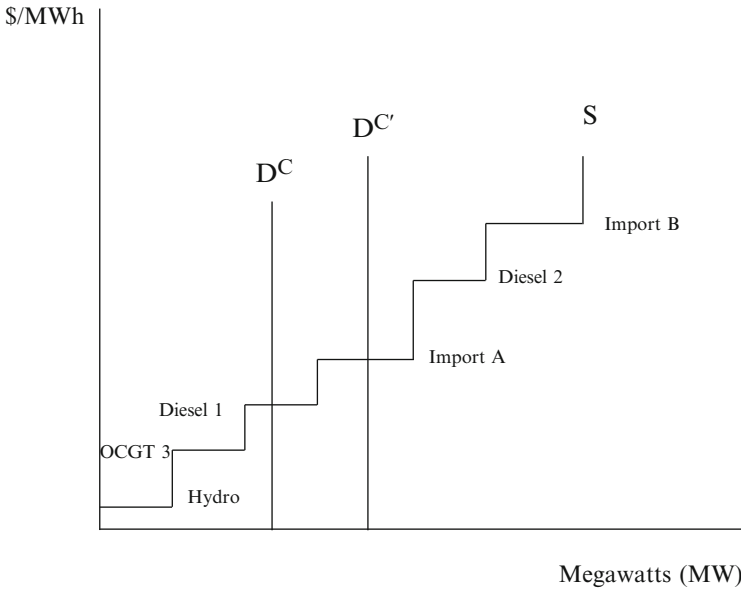 $/MWh
S
D^C'
D^C
Import B
Diesel 2
Import A
Diesel 1
OCGT 3
Hydro
Megawatts (MW)